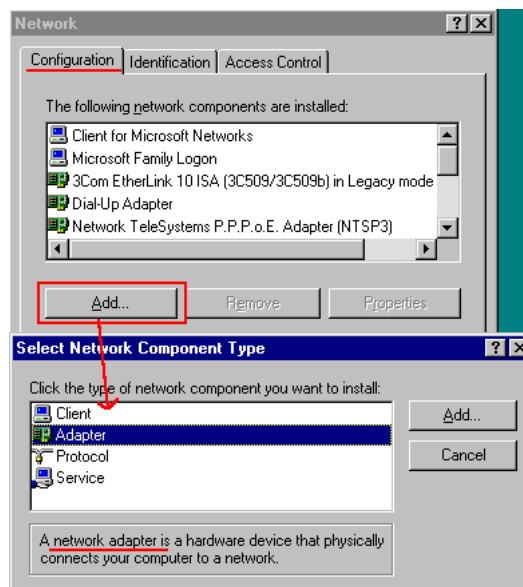 Network
Configuration Identification Access Control
The following network components are installed:
Client for Microsoft Networks
Microsoft Family Logon
3Com EtherLink 10 ISA (3C509/3C509b) in Legacy mode
Dial-Up Adapter
Network TeleSystems P.P.P.o.E. Adapter (NTSP3)
Add... Remove Properties
Select Network Component Type
Click the type of network component you want to install:
Client
Adapter
Protocol
Service
Add...
Cancel
A network adapter is a hardware device that physically
connects your computer to a network.